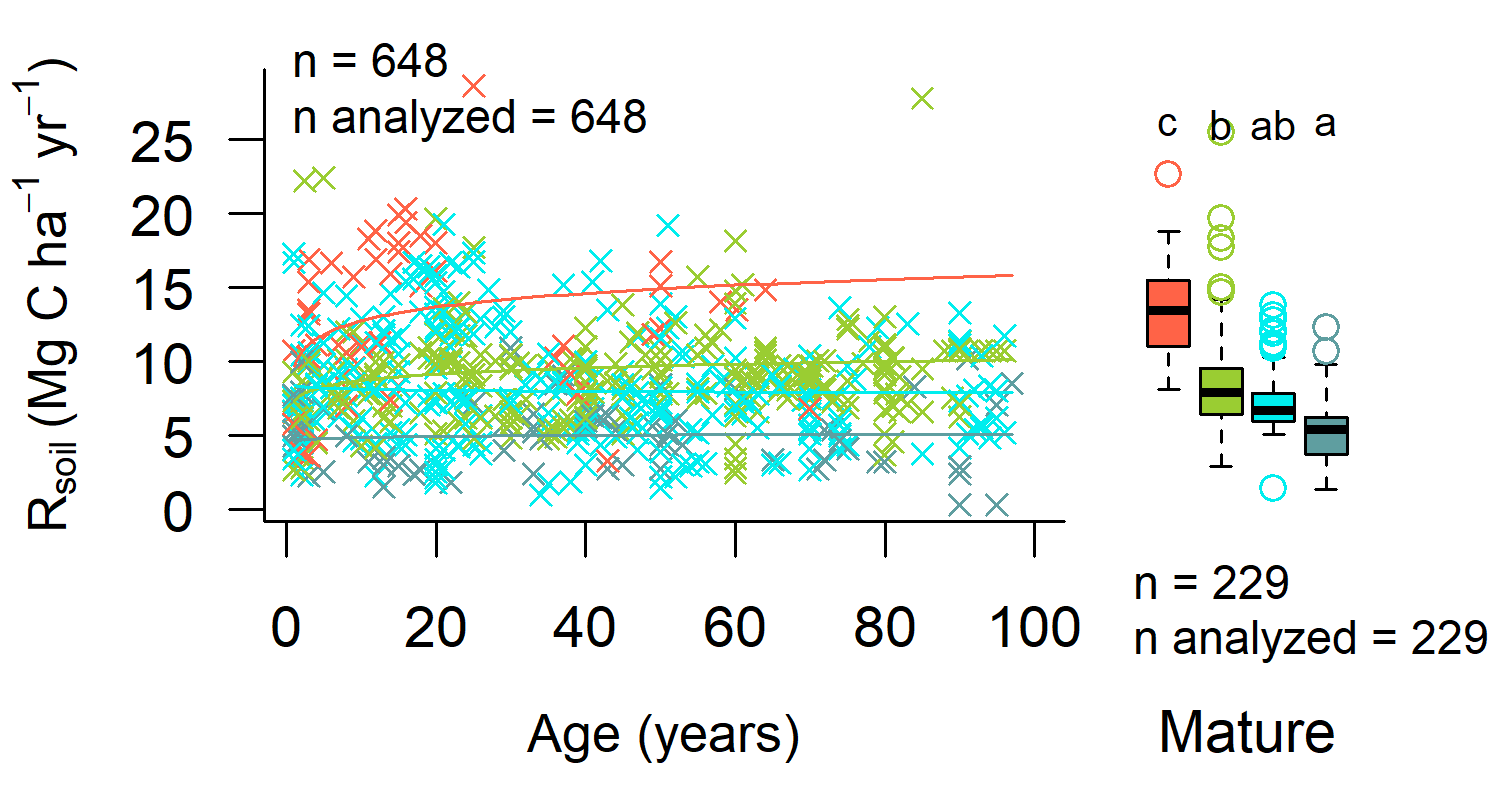 n = 648
n analyzed = 648
R_soil (Mg C ha⁻¹ yr⁻¹)
25
20
15
10
5
0
0 20 40 60 80 100
Age (years)
c b ab a
n = 229
n analyzed = 229
Mature